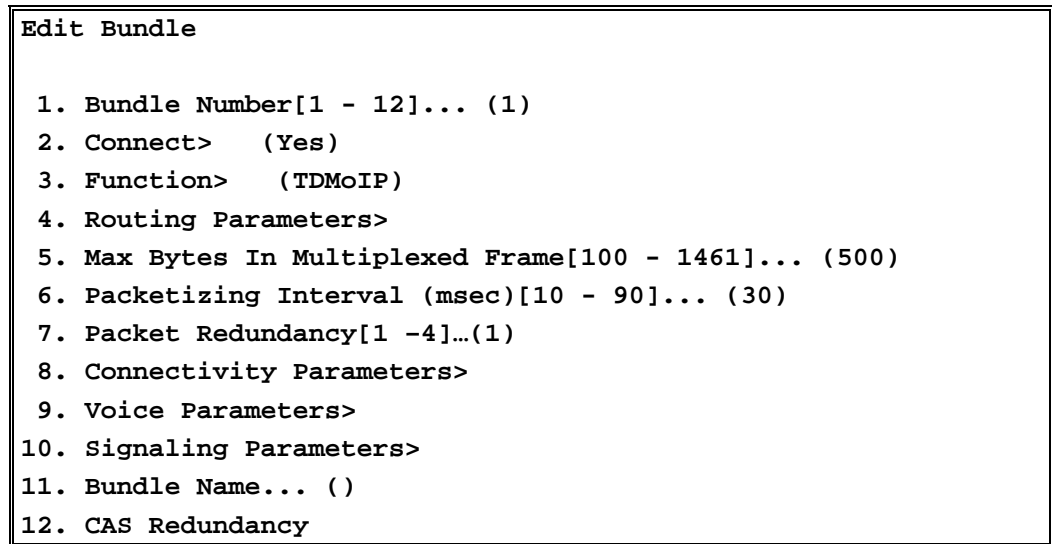 Edit Bundle
1. Bundle Number[1 - 12]... (1)
2. Connect>   (Yes)
3. Function>   (TDMoIP)
4. Routing Parameters>
5. Max Bytes In Multiplexed Frame[100 - 1461]... (500)
6. Packetizing Interval (msec)[10 - 90]... (30)
7. Packet Redundancy[1 –4]…(1)
8. Connectivity Parameters>
9. Voice Parameters>
10. Signaling Parameters>
11. Bundle Name... ()
12. CAS Redundancy